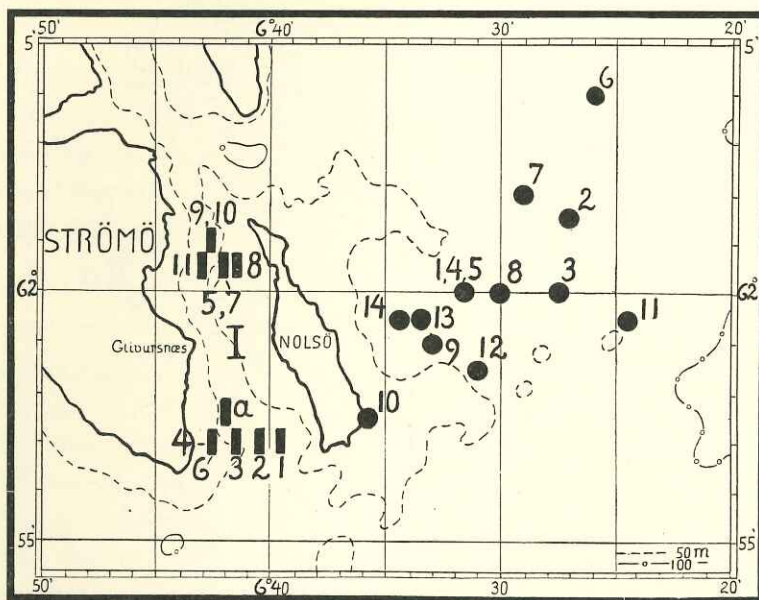 50' 6°40' 30' 20'
5' 5'
6
7
2
9,10
STRÖMÖ
11 8
1,4,5 8 3
62° 62°
5,7
14 13 11
Glivursnæs I NOLSÖ
9 12
a 10
4
6 3 2 1
55' 55'
50 m
100 –
50' 6°40' 30' 20'